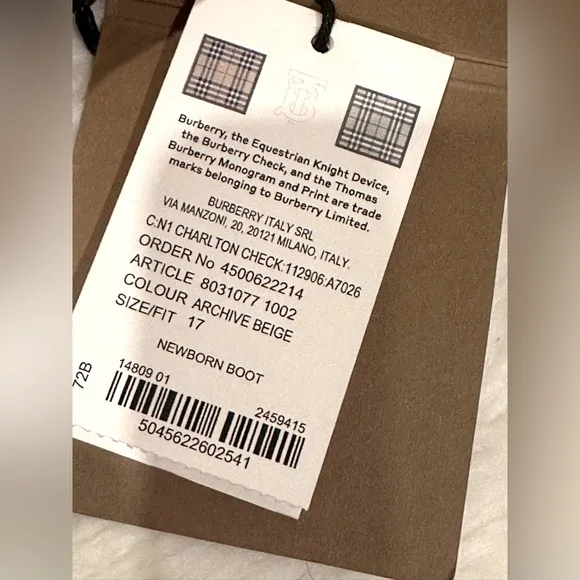 Burberry, the Equestrian Knight Device,
the Burberry Check, and the Thomas
Burberry Monogram and Print are trade
marks belonging to Burberry Limited.
BURBERRY ITALY SRL
VIA MANZONI, 20, 20121 MILANO, ITALY.
C:N1 CHARLTON CHECK:112906:A7026
ORDER No 4500622214
ARTICLE 8031077 1002
COLOUR ARCHIVE BEIGE
SIZE/FIT 17
NEWBORN BOOT
72B
14809 01
2459415
5045622602541